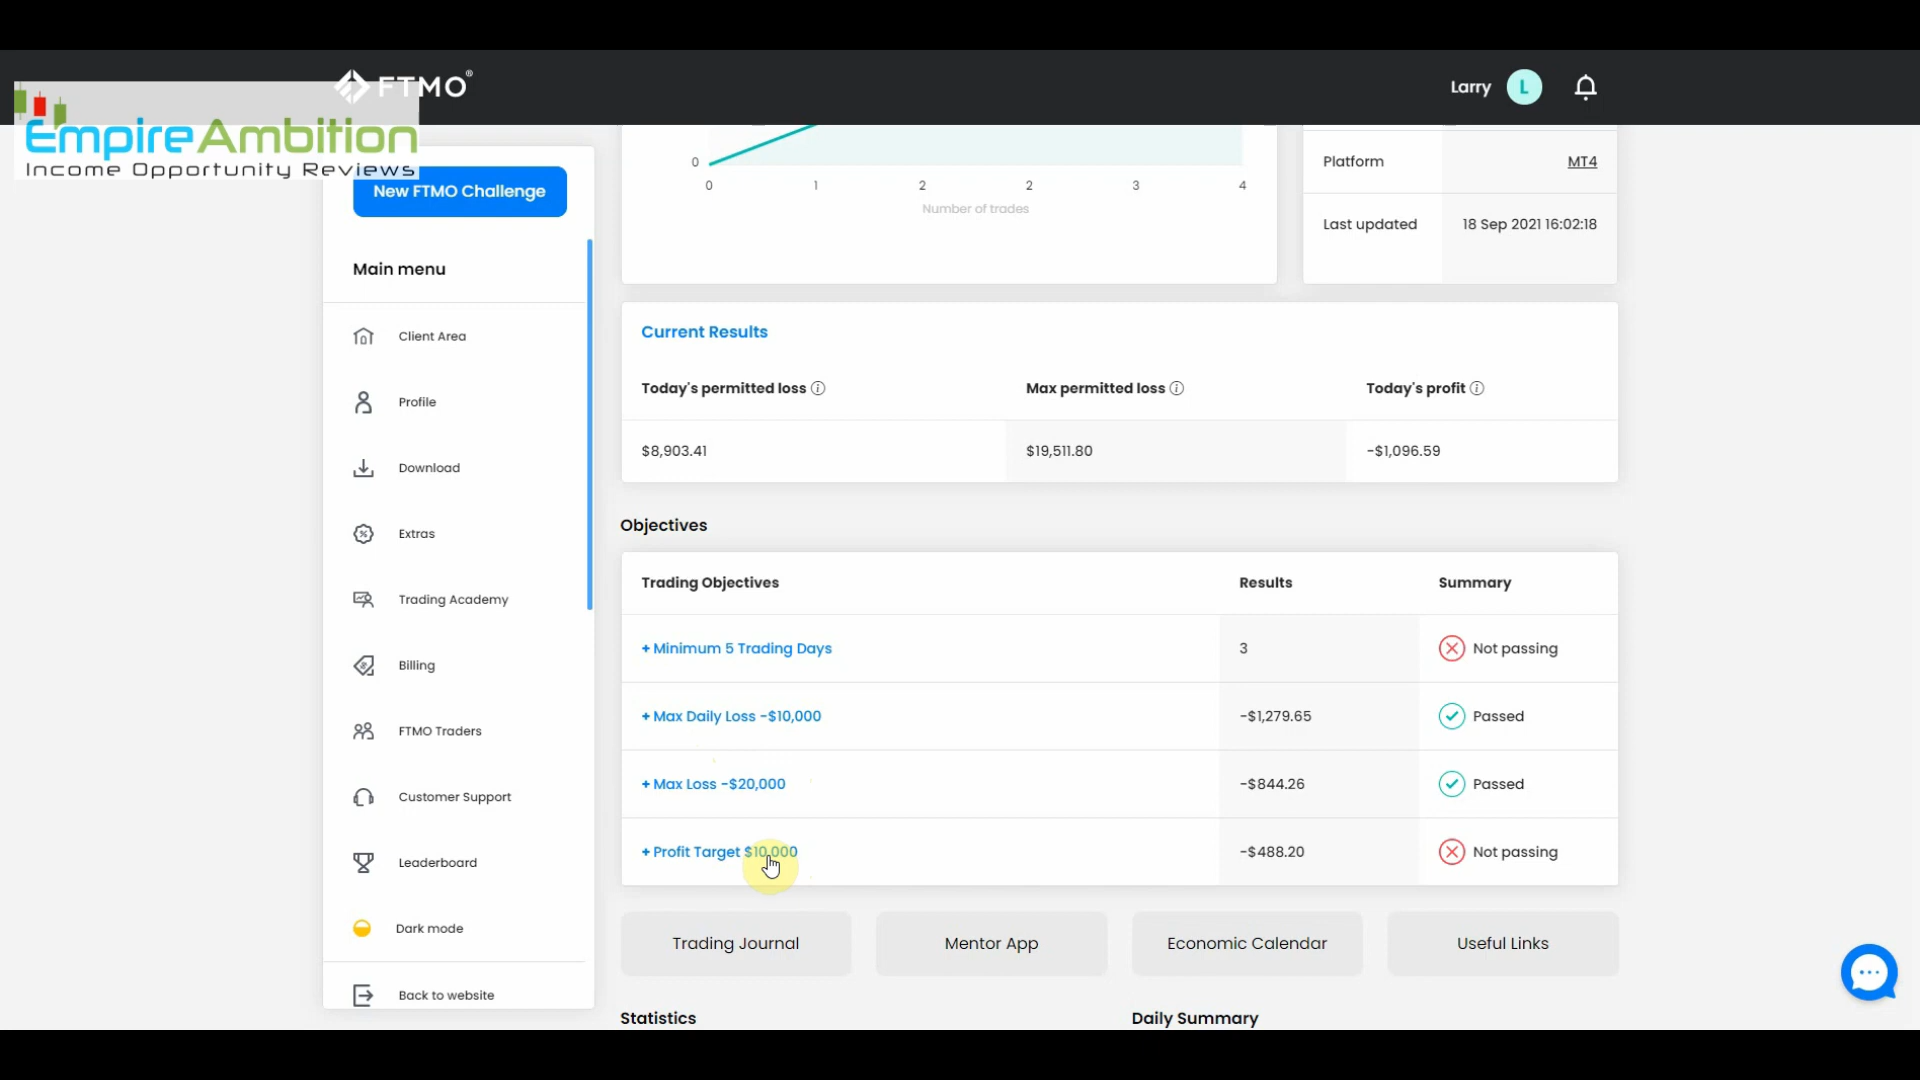 FTMO®
Larry L
EmpireAmbition
Income Opportunity Reviews
New FTMO Challenge
Main menu
Client Area
Profile
Download
Extras
Trading Academy
Billing
FTMO Traders
Customer Support
Leaderboard
Dark mode
Back to website
0
0 1 2 2 3 4
Number of trades
Platform MT4
Last updated 18 Sep 2021 16:02:18
Current Results
Today's permitted loss Max permitted loss Today's profit
$8,903.41 $19,511.80 -$1,096.59
Objectives
Trading Objectives Results Summary
+ Minimum 5 Trading Days 3 Not passing
+ Max Daily Loss -$10,000 -$1,279.65 Passed
+ Max Loss -$20,000 -$844.26 Passed
+ Profit Target $10,000 -$488.20 Not passing
Trading Journal Mentor App Economic Calendar Useful Links
Statistics Daily Summary